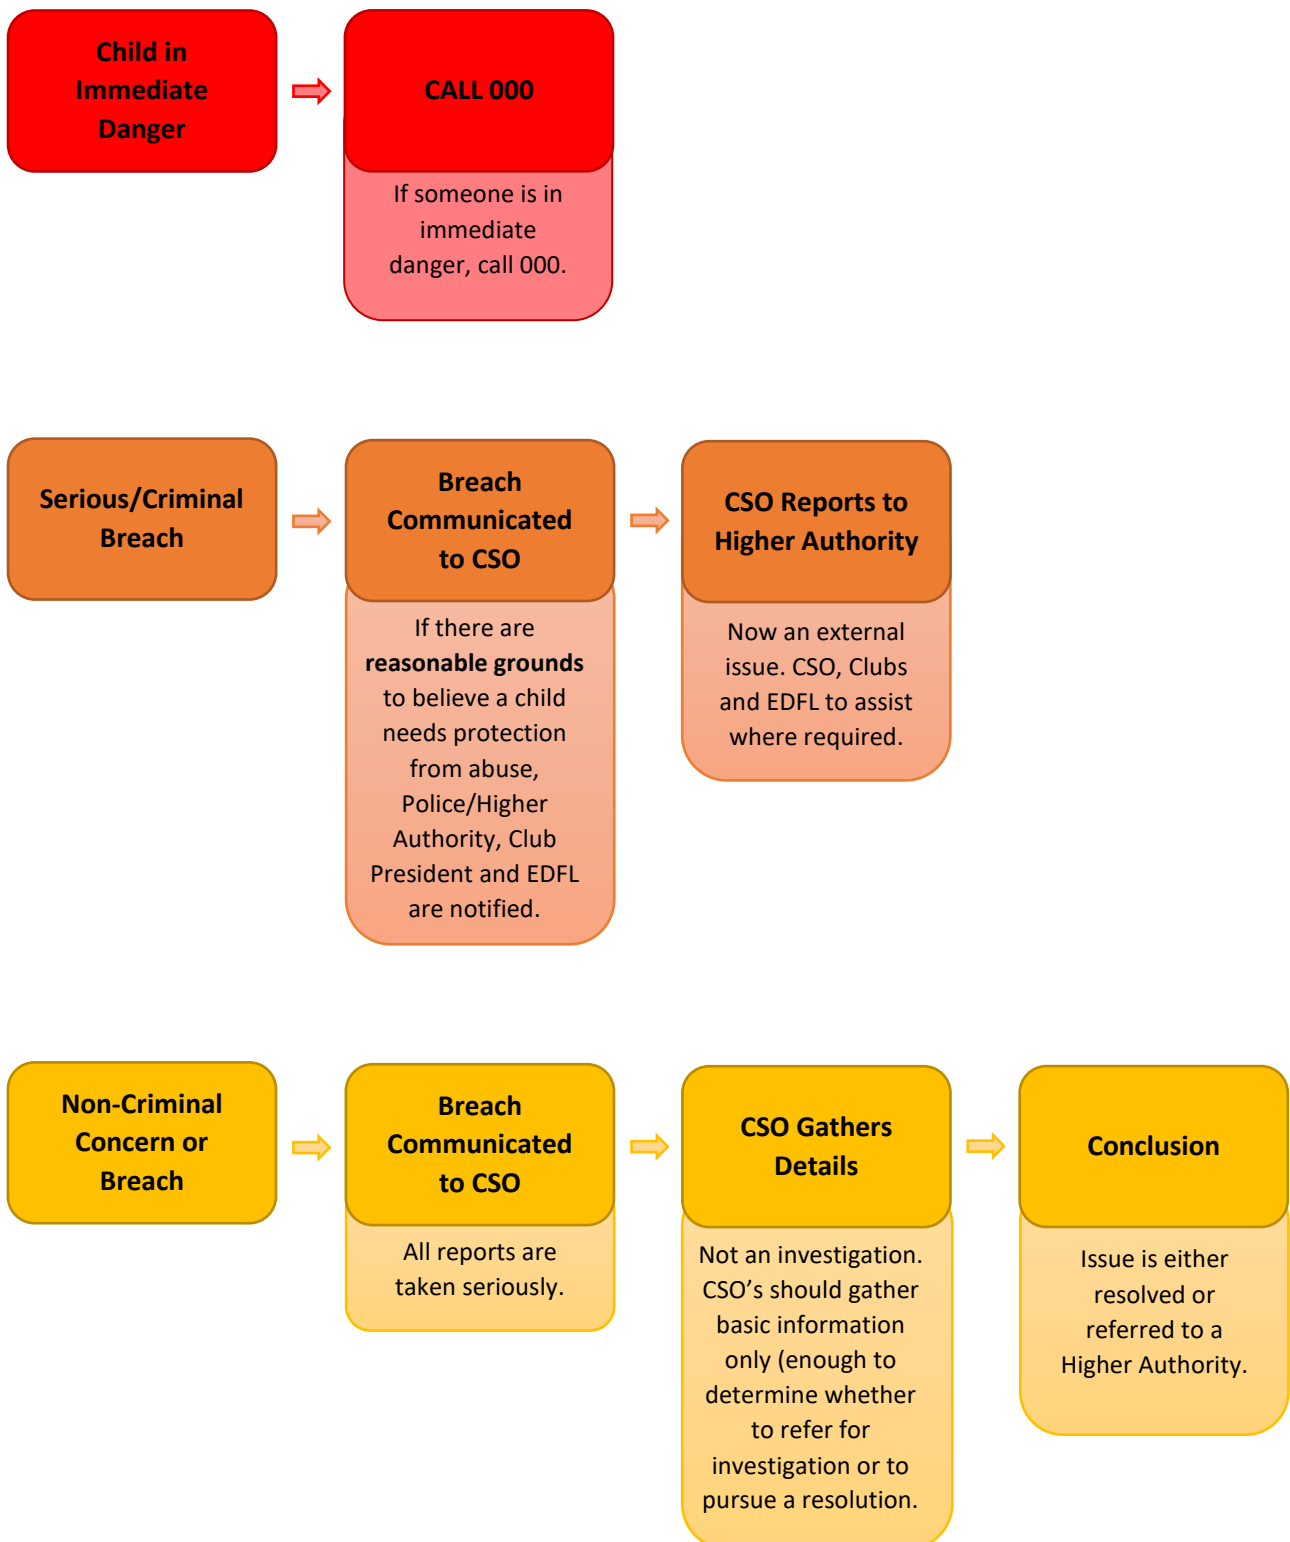 Child in
Immediate
Danger
CALL 000
If someone is in
immediate
danger, call 000.
Serious/Criminal
Breach
Breach
Communicated
to CSO
If there are
reasonable grounds
to believe a child
needs protection
from abuse,
Police/Higher
Authority, Club
President and EDFL
are notified.
CSO Reports to
Higher Authority
Now an external
issue. CSO, Clubs
and EDFL to assist
where required.
Non-Criminal
Concern or
Breach
Breach
Communicated
to CSO
All reports are
taken seriously.
CSO Gathers
Details
Not an investigation.
CSO’s should gather
basic information
only (enough to
determine whether
to refer for
investigation or to
pursue a resolution.
Conclusion
Issue is either
resolved or
referred to a
Higher Authority.